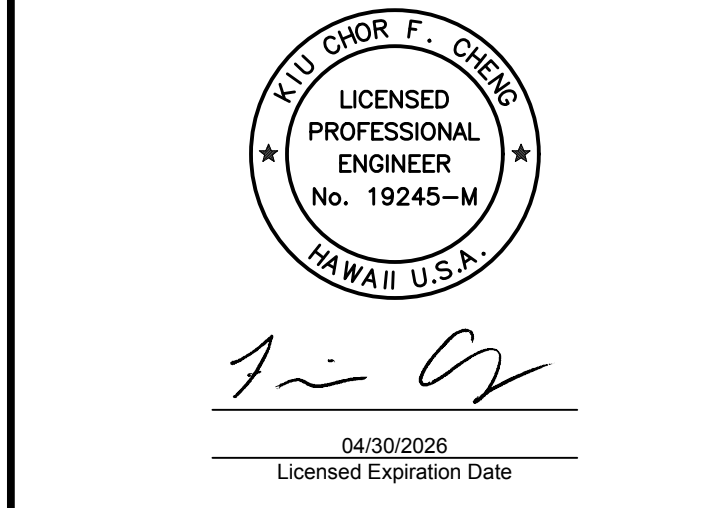 KIU CHOR F. CHENG
LICENSED
PROFESSIONAL
ENGINEER
No. 19245-M
HAWAII U.S.A.
04/30/2026
Licensed Expiration Date